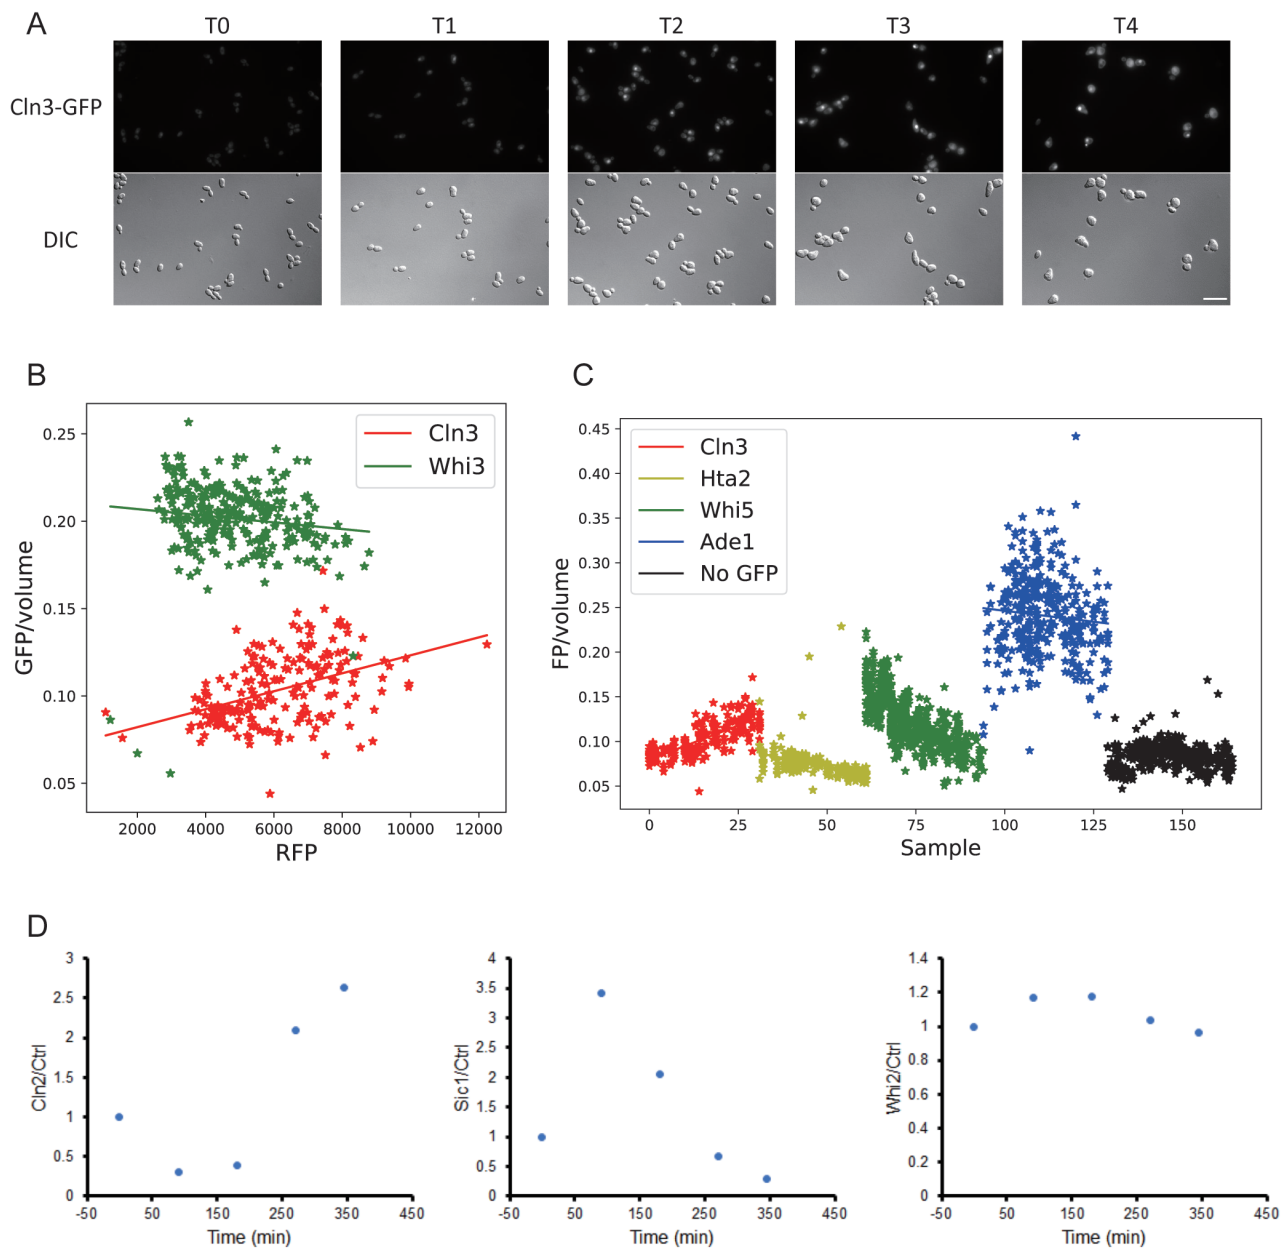 A
T0 T1 T2 T3 T4
Cln3-GFP
DIC
B
GFP/volume
0.25
0.20
0.15
0.10
0.05
Cln3
Whi3
2000 4000 6000 8000 10000 12000
RFP
C
FP/volume
0.45
0.40
0.35
0.30
0.25
0.20
0.15
0.10
0.05
Cln3
Hta2
Whi5
Ade1
No GFP
0 25 50 75 100 125 150
Sample
D
Cln2/Ctrl
3
2.5
2
1.5
1
0.5
0
-50 50 150 250 350 450
Time (min)
Sic1/Ctrl
4
3.5
3
2.5
2
1.5
1
0.5
0
-50 50 150 250 350 450
Time (min)
Whi2/Ctrl
1.4
1.2
1
0.8
0.6
0.4
0.2
0
-50 50 150 250 350 450
Time (min)